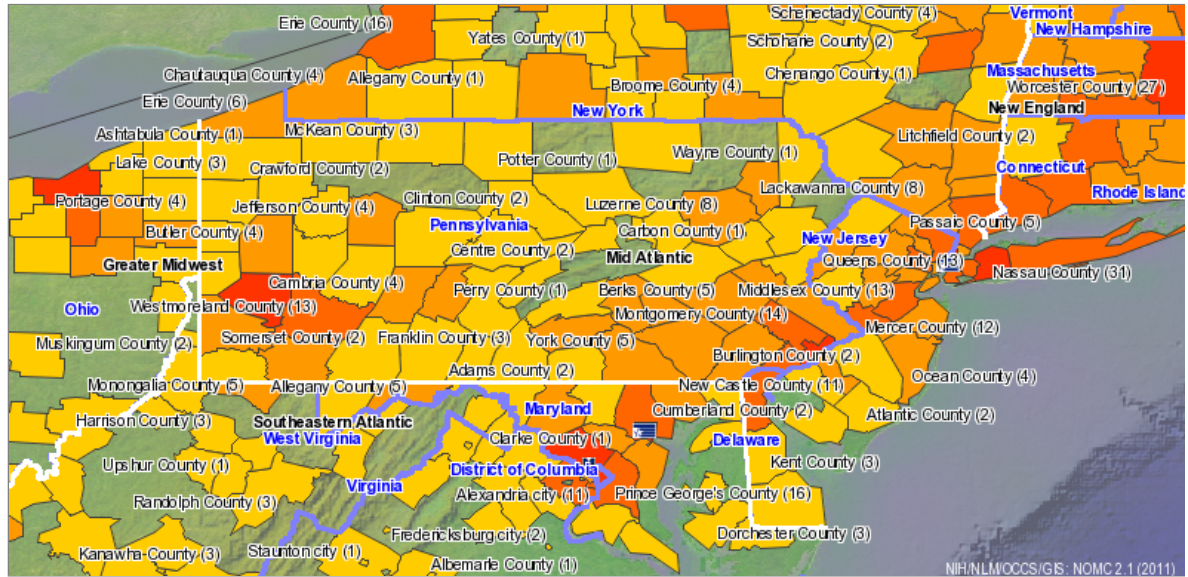 Schenectady County (4)
Vermont
Erie County (16)
New Hampshire
Yates County (1)
Schoharie County (2)
Chautauqua County (4)
Allegany County (1)
Chenango County (1)
Massachusetts
Broome County (4)
Worcester County (27)
Erie County (6)
New York
New England
Ashtabula County (1)
McKean County (3)
Litchfield County (2)
Lake County (3)
Crawford County (2)
Potter County (1)
Wayne County (1)
Connecticut
Lackawanna County (8)
Rhode Island
Portage County (4)
Jefferson County (4)
Clinton County (2)
Luzerne County (8)
Butler County (4)
Pennsylvania
Carbon County (1)
New Jersey
Passaic County (5)
Centre County (2)
Mid Atlantic
Greater Midwest
Queens County (13)
Nassau County (31)
Cambria County (4)
Perry County (1)
Berks County (5)
Middlesex County (13)
Ohio
Westmoreland County (13)
Montgomery County (14)
Mercer County (12)
Muskingum County (2)
Somerset County (2)
Franklin County (3)
York County (5)
Burlington County (2)
Adams County (2)
Ocean County (4)
Monongalia County (5)
Allegany County (5)
New Castle County (11)
Harrison County (3)
Southeastern Atlantic
Maryland
Cumberland County (2)
Atlantic County (2)
West Virginia
Clarke County (1)
Delaware
Upshur County (1)
District of Columbia
Kent County (3)
Virginia
Randolph County (3)
Alexandria city (11)
Prince George's County (16)
Fredericksburg city (2)
Dorchester County (3)
Kanawha County (3)
Staunton city (1)
Albemarle County (1)
NIH/NLM/OCCS/GIS: NOMC 2.1 (2011)